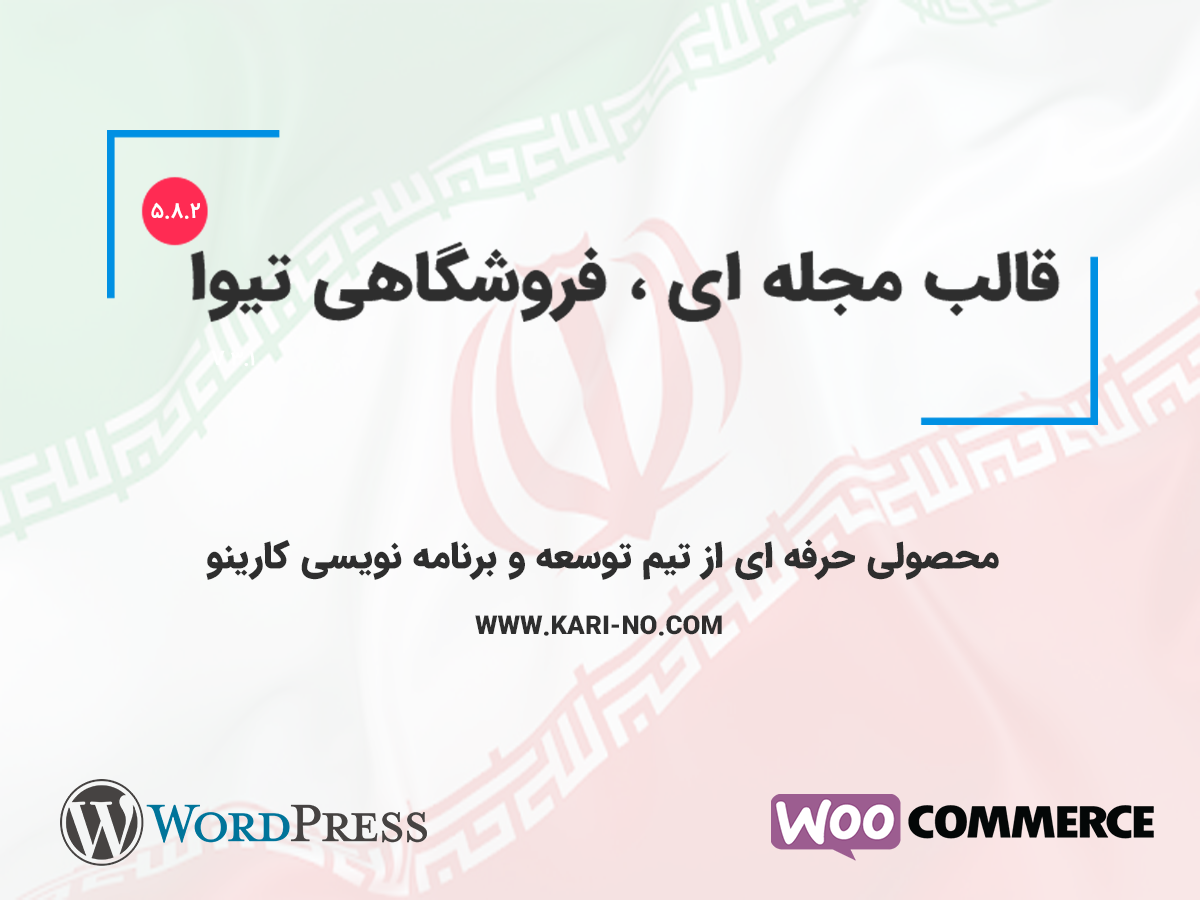 ۵.۸.۲
قالب مجله ای ، فروشگاهی تیوا
محصولی حرفه ای از تیم توسعه و برنامه نویسی کارینو
WWW.KARI-NO.COM
WORDPRESS
WOO COMMERCE